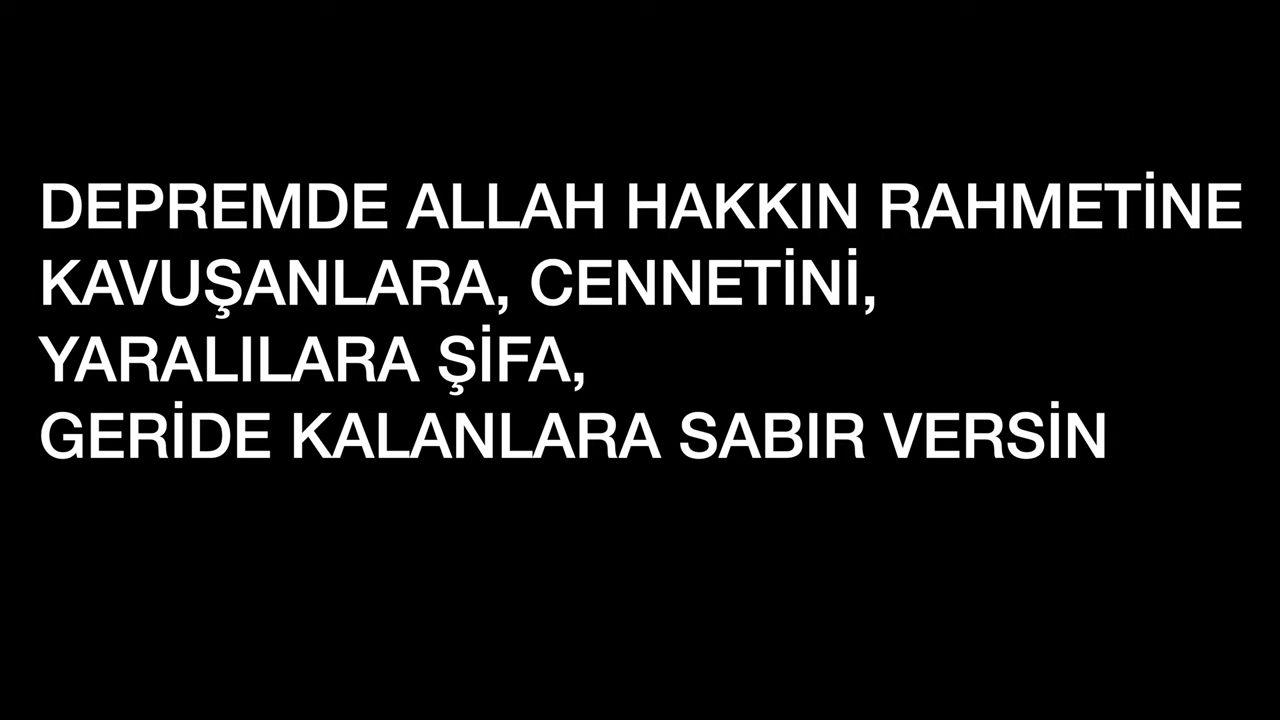 DEPREMDE ALLAH HAKKIN RAHMETİNE
KAVUŞANLARA, CENNETİNİ,
YARALILARA ŞİFA,
GERİDE KALANLARA SABIR VERSİN